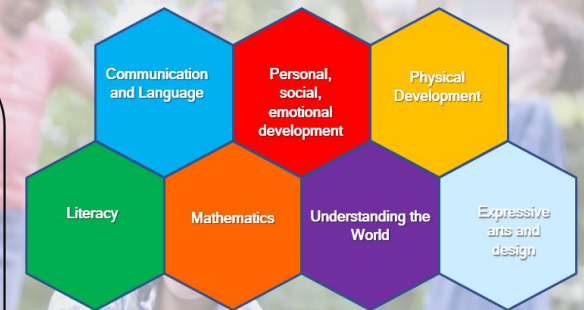 Communication
and Language
Personal,
social,
emotional
development
Physical
Development
Literacy
Mathematics
Understanding the
World
Expressive
arts and
design